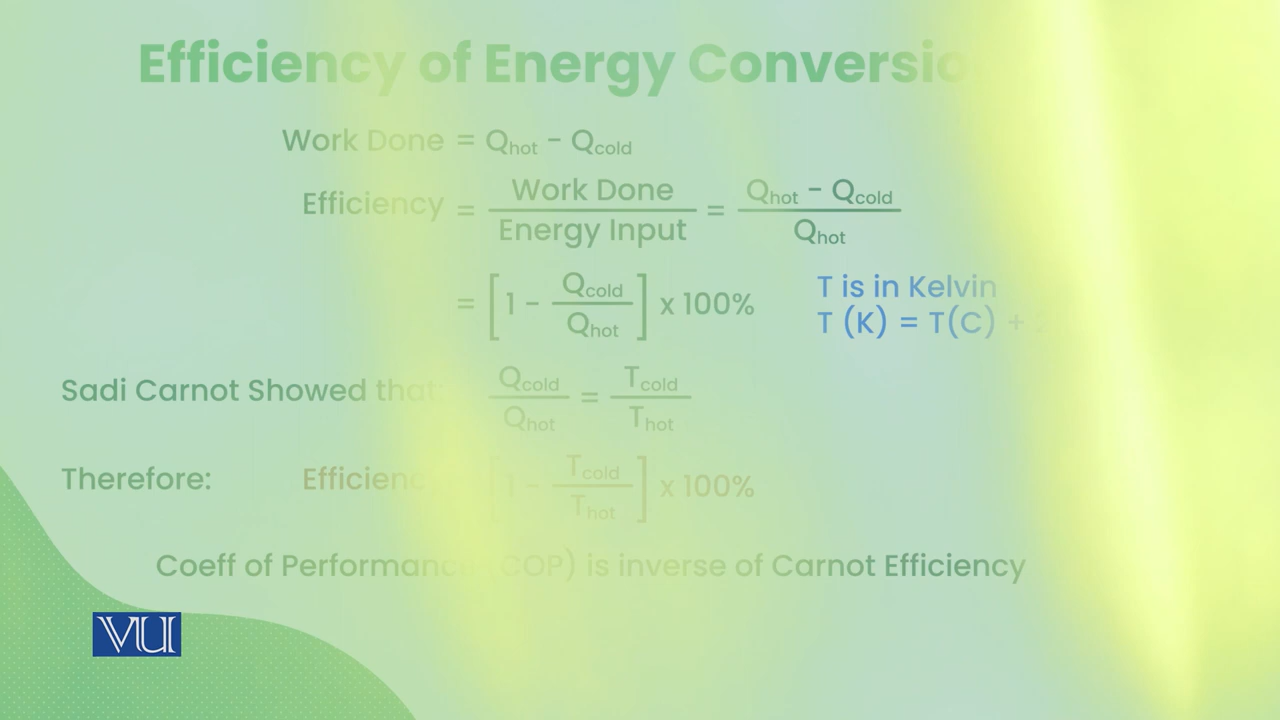 Efficiency of Energy Conversio
Work Done = Qhot - Qcold
Efficiency = Work Done / Energy Input = Qhot - Qcold / Qhot
= [1 - Qcold / Qhot] x 100%
T is in Kelvin
T (K) = T(C) + 2
Sadi Carnot Showed that: Qcold / Qhot = Tcold / Thot
Therefore: Efficienc [1 - Tcold / Thot] x 100%
Coeff of Performance (COP) is inverse of Carnot Efficiency
VU